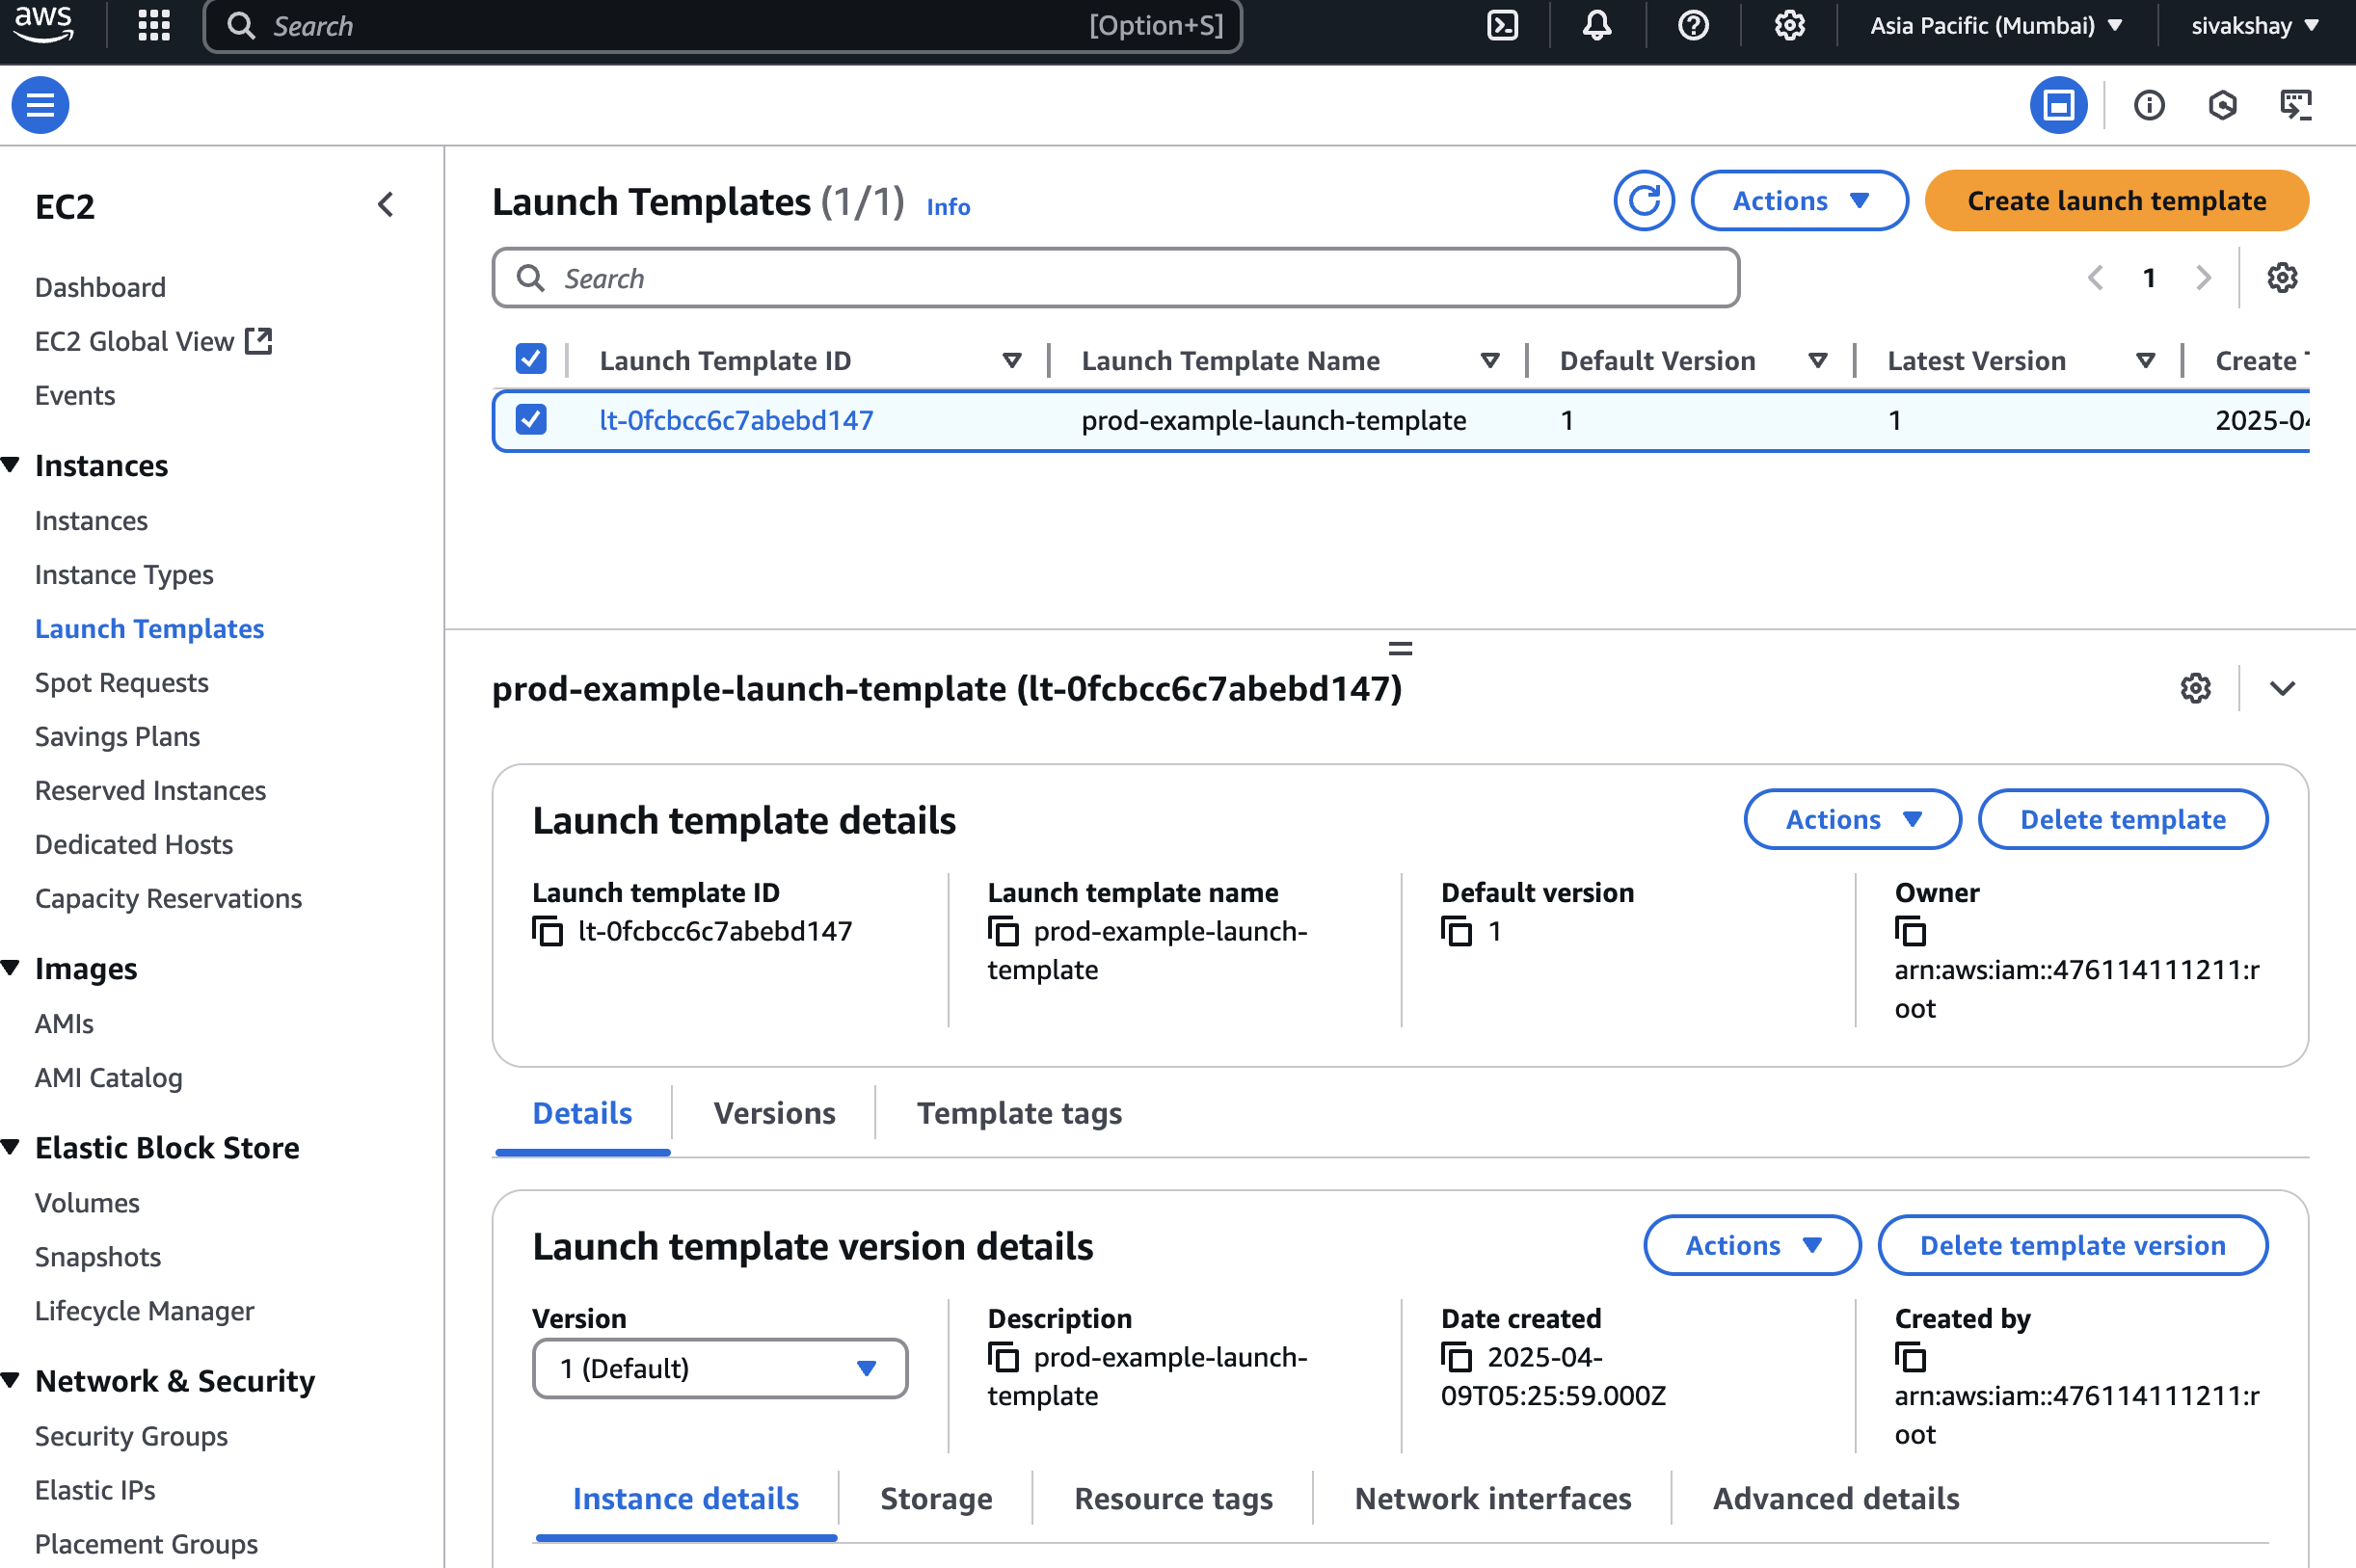 aws
Search [Option+S] Asia Pacific (Mumbai) sivakshay
EC2
Dashboard
EC2 Global View
Events
Instances
Instances
Instance Types
Launch Templates
Spot Requests
Savings Plans
Reserved Instances
Dedicated Hosts
Capacity Reservations
Images
AMIs
AMI Catalog
Elastic Block Store
Volumes
Snapshots
Lifecycle Manager
Network & Security
Security Groups
Elastic IPs
Placement Groups
Launch Templates (1/1) Info Actions Create launch template
Search 1
Launch Template ID Launch Template Name Default Version Latest Version Create
lt-0fcbcc6c7abebd147 prod-example-launch-template 1 1 2025-04
prod-example-launch-template (lt-0fcbcc6c7abebd147)
Launch template details Actions Delete template
Launch template ID
lt-0fcbcc6c7abebd147
Launch template name
prod-example-launch-
template
Default version
1
Owner
arn:aws:iam::476114111211:r
oot
Details Versions Template tags
Launch template version details Actions Delete template version
Version
1 (Default)
Description
prod-example-launch-
template
Date created
2025-04-
09T05:25:59.000Z
Created by
arn:aws:iam::476114111211:r
oot
Instance details Storage Resource tags Network interfaces Advanced details